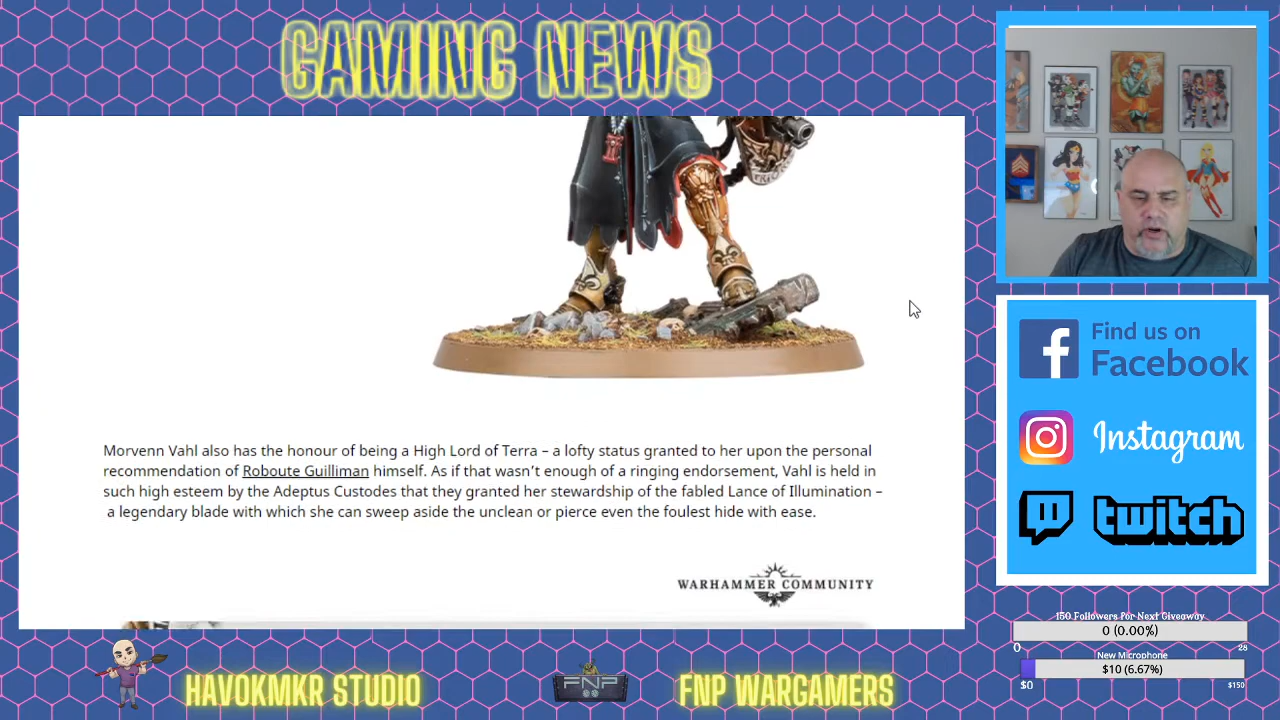 GAMING NEWS
Morvenn Vahl also has the honour of being a High Lord of Terra – a lofty status granted to her upon the personal
recommendation of Roboute Guilliman himself. As if that wasn't enough of a ringing endorsement, Vahl is held in
such high esteem by the Adeptus Custodes that they granted her stewardship of the fabled Lance of Illumination –
a legendary blade with which she can sweep aside the unclean or pierce even the foulest hide with ease.
WARHAMMER COMMUNITY
Find us on
Facebook
Instagram
twitch
150 Followers For Next Giveaway
0 (0.00%)
0 28
New Microphone
$10 (6.67%)
$0 $150
HAVOKMKR STUDIO
FNP
FNP WARGAMERS